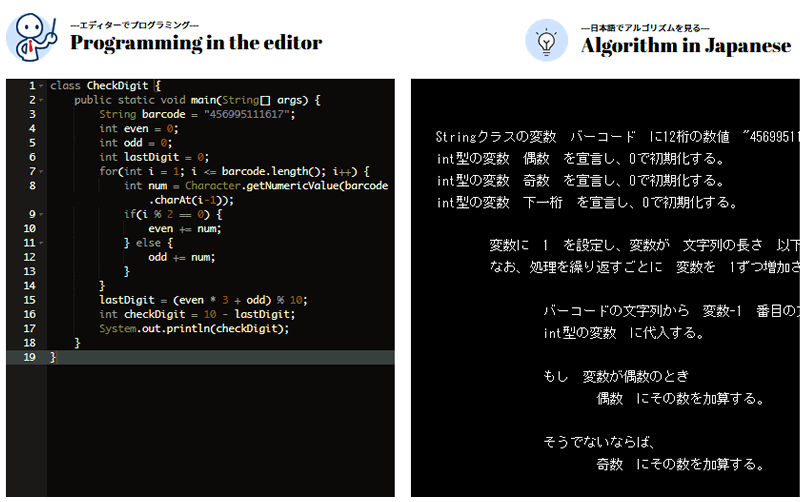 ---エディターでプログラミング---
Programming in the editor
1 class CheckDigit {
2 public static void main(String[] args) {
3 String barcode = "456995111617";
4 int even = 0;
5 int odd = 0;
6 int lastDigit = 0;
7 for(int i = 1; i <= barcode.length(); i++) {
8 int num = Character.getNumericValue(barcode
.charAt(i-1));
9 if(i % 2 == 0) {
10 even += num;
11 } else {
12 odd += num;
13 }
14 }
15 lastDigit = (even * 3 + odd) % 10;
16 int checkDigit = 10 - lastDigit;
17 System.out.println(checkDigit);
18 }
19 }
---日本語でアルゴリズムを見る---
Algorithm in Japanese
Stringクラスの変数 バーコード に12桁の数値 "45699511
int型の変数 偶数 を宣言し、0で初期化する。
int型の変数 奇数 を宣言し、0で初期化する。
int型の変数 下一桁 を宣言し、0で初期化する。
変数に 1 を設定し、変数が 文字列の長さ 以下
なお、処理を繰り返すごとに 変数を 1ずつ増加さ
バーコードの文字列から 変数-1 番目の
int型の変数 に代入する。
もし 変数が偶数のとき
偶数 にその数を加算する。
そうでないならば、
奇数 にその数を加算する。